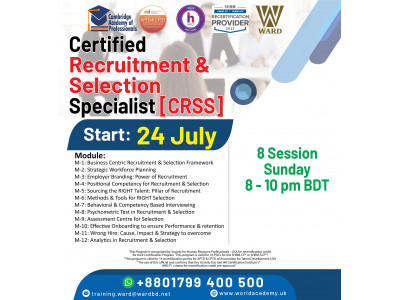 Cambridge
Academy of
Professionals
RECERTIFICATION
PROVIDER
2022
WARD
Certified
Recruitment &
Selection
Specialist [CRSS]
Start: 24 July
Module:
M-1: Business Centric Recruitment & Selection Framework
M-2: Strategic Workforce Planning
M-3: Employer Branding: Power of Recruitment
M-4: Positional Competency for Recruitment & Selection
M-5: Sourcing the RIGHT Talent: Pillar of Recruitment
M-6: Methods & Tools for RIGHT Selection
M-7: Behavioral & Competency Based Interviewing
M-8: Psychometric Test in Recruitment & Selection
M-9: Assessment Centre for Selection
M-10: Effective Onboarding to ensure Performance & Retention
M-11: Wrong Hire: Cause, Impact & Strategy to overcome
M-12: Analytics in Recruitment & Selection
8 Session
Sunday
8 - 10 pm BDT
+8801799 400 500
training.ward@wardbd.net
www.worldacademy.uk